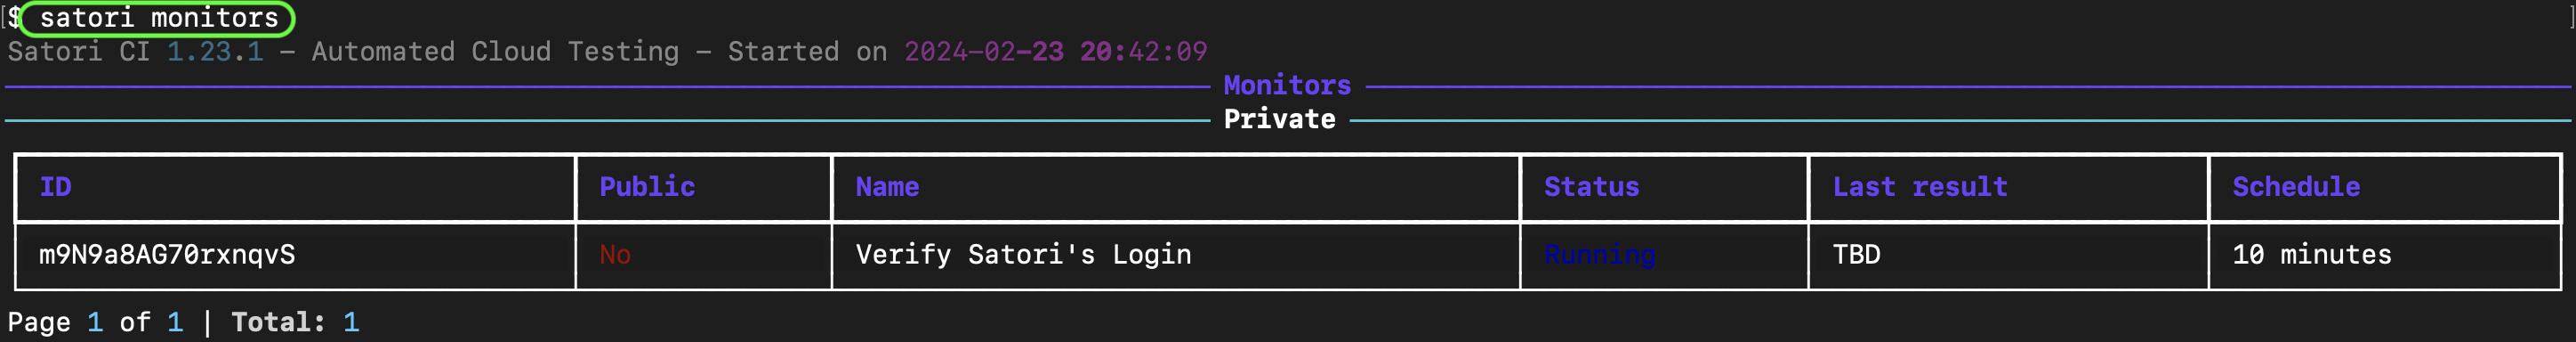 [$ satori monitors ]
Satori CI 1.23.1 – Automated Cloud Testing – Started on 2024-02-23 20:42:09
Monitors
Private
ID Public Name Status Last result Schedule
m9N9a8AG70rxnqvS No Verify Satori's Login Running TBD 10 minutes
Page 1 of 1 | Total: 1